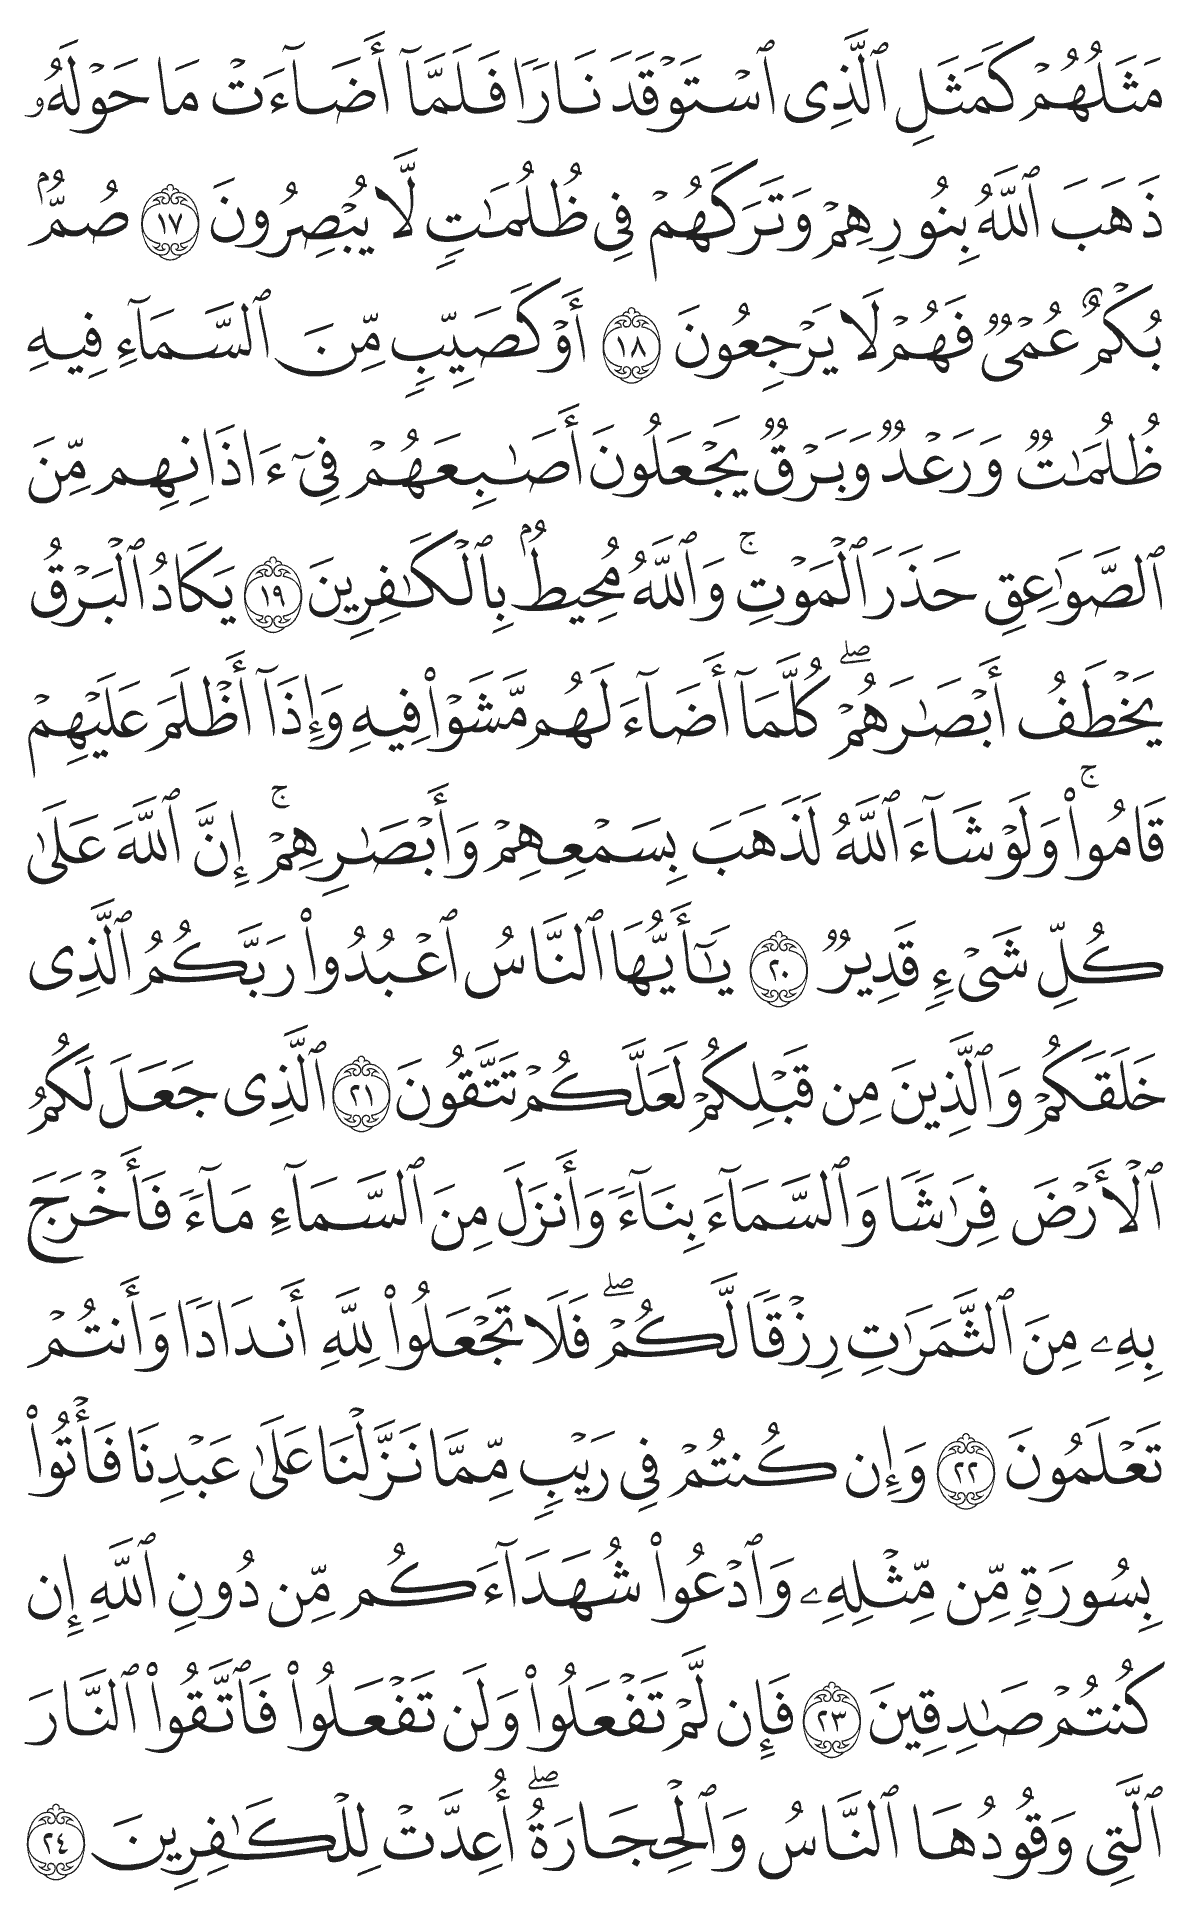 مَثَلُهُمۡ كَمَثَلِ ٱلَّذِي ٱسۡتَوۡقَدَ نَارٗا فَلَمَّآ أَضَآءَتۡ مَا حَوۡلَهُۥ
ذَهَبَ ٱللَّهُ بِنُورِهِمۡ وَتَرَكَهُمۡ فِي ظُلُمَٰتٖ لَّا يُبۡصِرُونَ ١٧ صُمُّۢ
بُكۡمٌ عُمۡيٞ فَهُمۡ لَا يَرۡجِعُونَ ١٨ أَوۡ كَصَيِّبٖ مِّنَ ٱلسَّمَآءِ فِيهِ
ظُلُمَٰتٞ وَرَعۡدٞ وَبَرۡقٞ يَجۡعَلُونَ أَصَٰبِعَهُمۡ فِيٓ ءَاذَانِهِم مِّنَ
ٱلصَّوَٰعِقِ حَذَرَ ٱلۡمَوۡتِۚ وَٱللَّهُ مُحِيطُۢ بِٱلۡكَٰفِرِينَ ١٩ يَكَادُ ٱلۡبَرۡقُ
يَخۡطَفُ أَبۡصَٰرَهُمۡۖ كُلَّمَآ أَضَآءَ لَهُم مَّشَوۡاْ فِيهِ وَإِذَآ أَظۡلَمَ عَلَيۡهِمۡ
قَامُواْۚ وَلَوۡ شَآءَ ٱللَّهُ لَذَهَبَ بِسَمۡعِهِمۡ وَأَبۡصَٰرِهِمۡۚ إِنَّ ٱللَّهَ عَلَىٰ
كُلِّ شَيۡءٖ قَدِيرٞ ٢٠ يَٰٓأَيُّهَا ٱلنَّاسُ ٱعۡبُدُواْ رَبَّكُمُ ٱلَّذِي
خَلَقَكُمۡ وَٱلَّذِينَ مِن قَبۡلِكُمۡ لَعَلَّكُمۡ تَتَّقُونَ ٢١ ٱلَّذِي جَعَلَ لَكُمُ
ٱلۡأَرۡضَ فِرَٰشٗا وَٱلسَّمَآءَ بِنَآءٗ وَأَنزَلَ مِنَ ٱلسَّمَآءِ مَآءٗ فَأَخۡرَجَ
بِهِۦ مِنَ ٱلثَّمَرَٰتِ رِزۡقٗا لَّكُمۡۖ فَلَا تَجۡعَلُواْ لِلَّهِ أَندَادٗا وَأَنتُمۡ
تَعۡلَمُونَ ٢٢ وَإِن كُنتُمۡ فِي رَيۡبٖ مِّمَّا نَزَّلۡنَا عَلَىٰ عَبۡدِنَا فَأۡتُواْ
بِسُورَةٖ مِّن مِّثۡلِهِۦ وَٱدۡعُواْ شُهَدَآءَكُم مِّن دُونِ ٱللَّهِ إِن
كُنتُمۡ صَٰدِقِينَ ٢٣ فَإِن لَّمۡ تَفۡعَلُواْ وَلَن تَفۡعَلُواْ فَٱتَّقُواْ ٱلنَّارَ
ٱلَّتِي وَقُودُهَا ٱلنَّاسُ وَٱلۡحِجَارَةُۖ أُعِدَّتۡ لِلۡكَٰفِرِينَ ٢٤